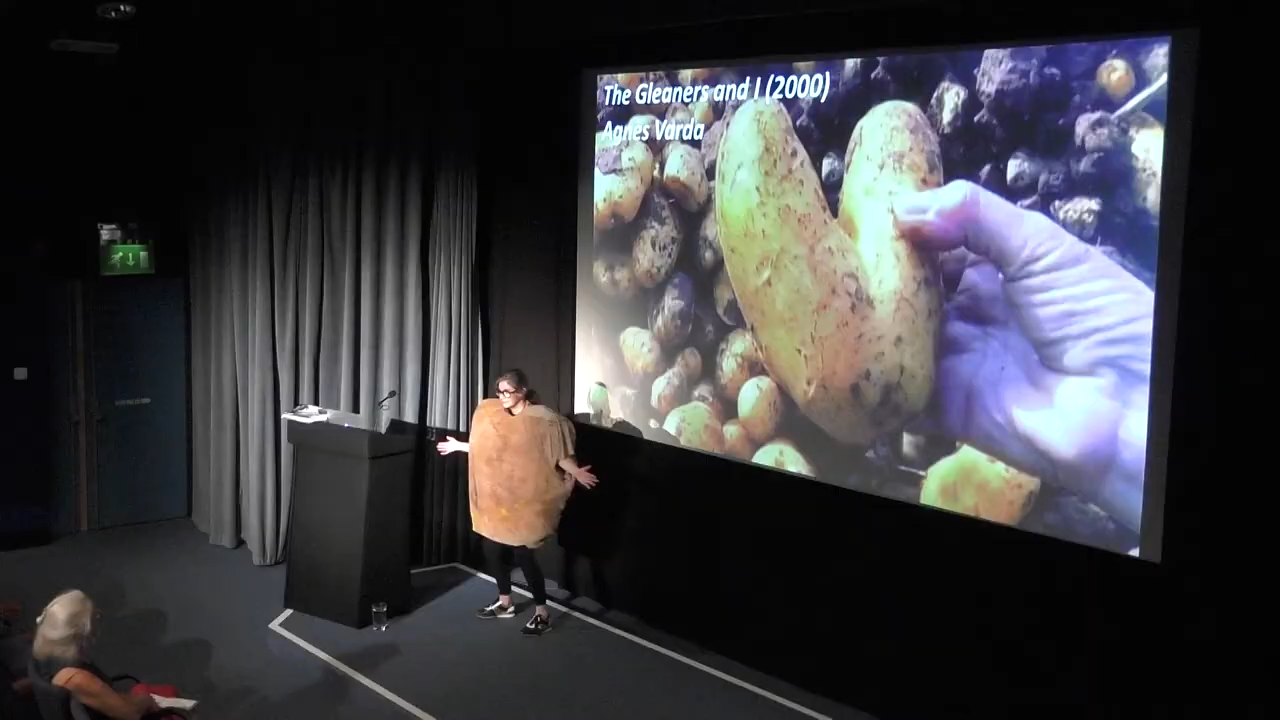 The Gleaners and I (2000)
Agnes Varda